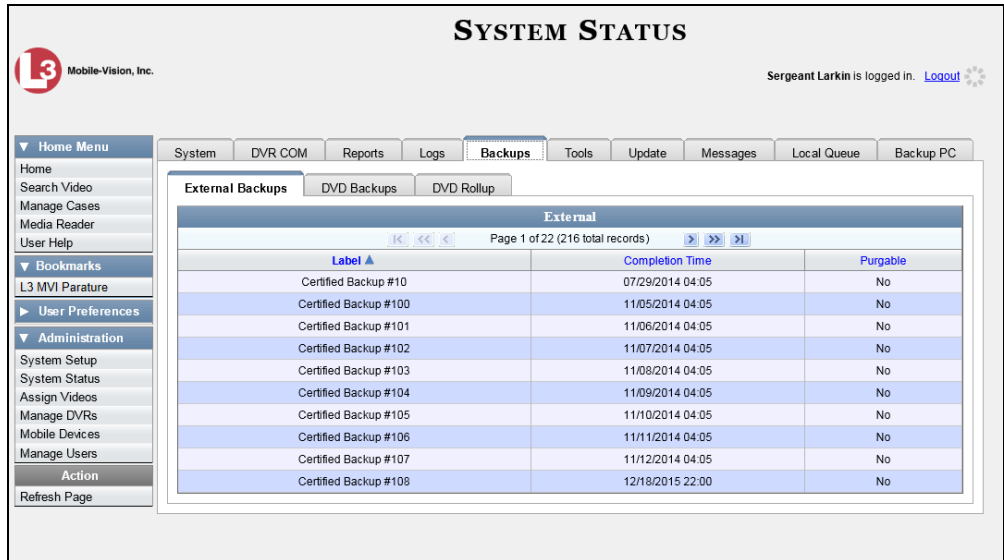 SYSTEM STATUS
L3 Mobile-Vision, Inc.
Sergeant Larkin is logged in. Logout
▼ Home Menu
Home
Search Video
Manage Cases
Media Reader
User Help
▼ Bookmarks
L3 MVI Parature
▶ User Preferences
▼ Administration
System Setup
System Status
Assign Videos
Manage DVRs
Mobile Devices
Manage Users
Action
Refresh Page
System DVR COM Reports Logs Backups Tools Update Messages Local Queue Backup PC
External Backups DVD Backups DVD Rollup
External
Page 1 of 22 (216 total records)
Label ▲ Completion Time Purgable
Certified Backup #10 07/29/2014 04:05 No
Certified Backup #100 11/05/2014 04:05 No
Certified Backup #101 11/06/2014 04:05 No
Certified Backup #102 11/07/2014 04:05 No
Certified Backup #103 11/08/2014 04:05 No
Certified Backup #104 11/09/2014 04:05 No
Certified Backup #105 11/10/2014 04:05 No
Certified Backup #106 11/11/2014 04:05 No
Certified Backup #107 11/12/2014 04:05 No
Certified Backup #108 12/18/2015 22:00 No